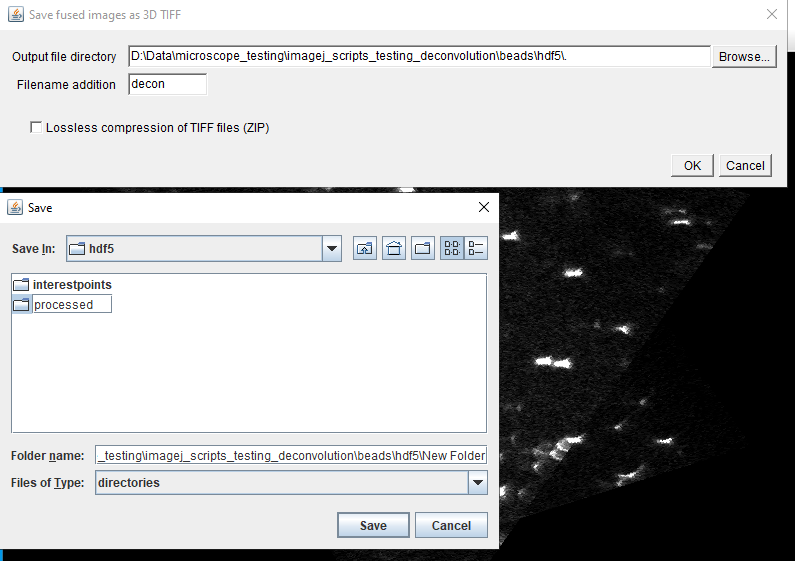 Save fused images as 3D TIFF
Output file directory D:\Data\microscope_testing\imagej_scripts_testing_deconvolution\beads\hdf5\. Browse...
Filename addition decon
Lossless compression of TIFF files (ZIP)
OK Cancel
Save
Save In: hdf5
interestpoints
processed
Folder name: _testing\imagej_scripts_testing_deconvolution\beads\hdf5\New Folder
Files of Type: directories
Save Cancel